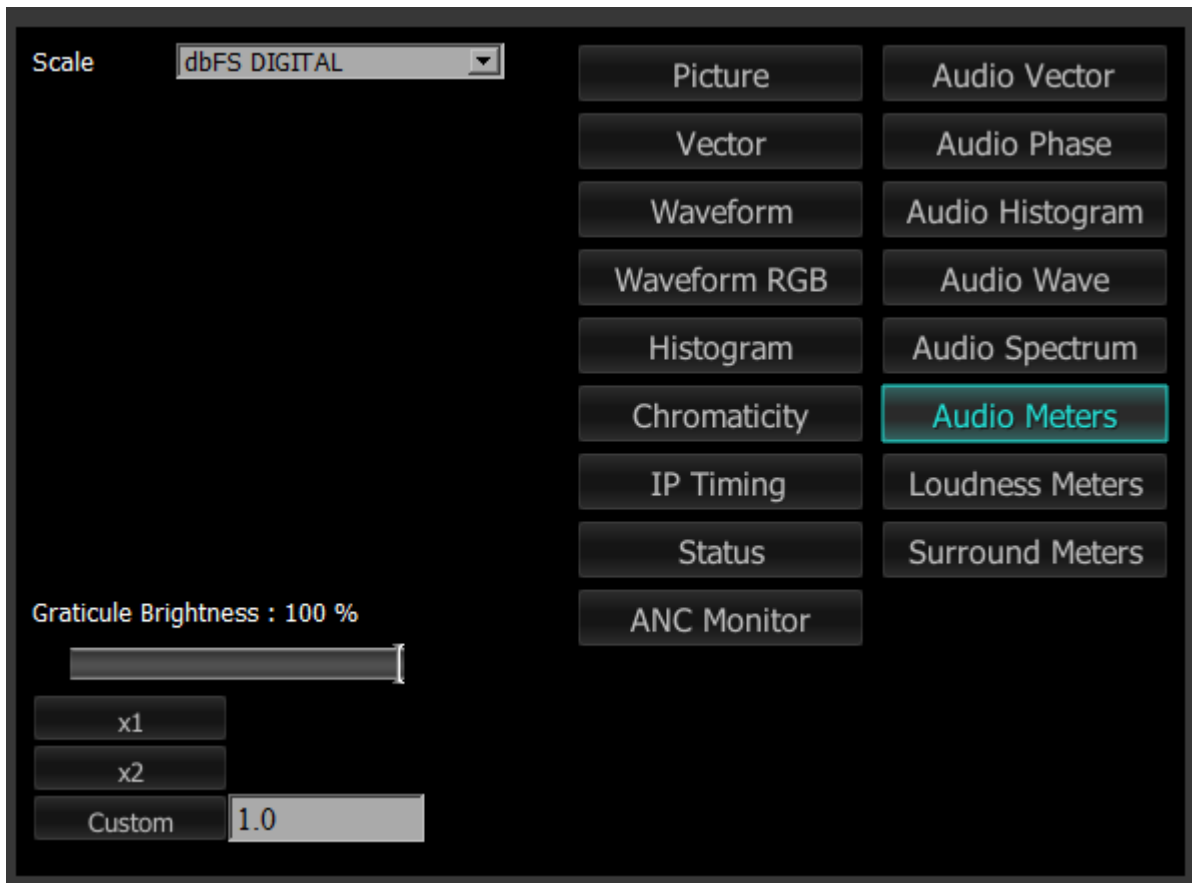 Scale dbFS DIGITAL
Picture Audio Vector
Vector Audio Phase
Waveform Audio Histogram
Waveform RGB Audio Wave
Histogram Audio Spectrum
Chromaticity Audio Meters
IP Timing Loudness Meters
Status Surround Meters
ANC Monitor
Graticule Brightness : 100 %
x1
x2
Custom 1.0